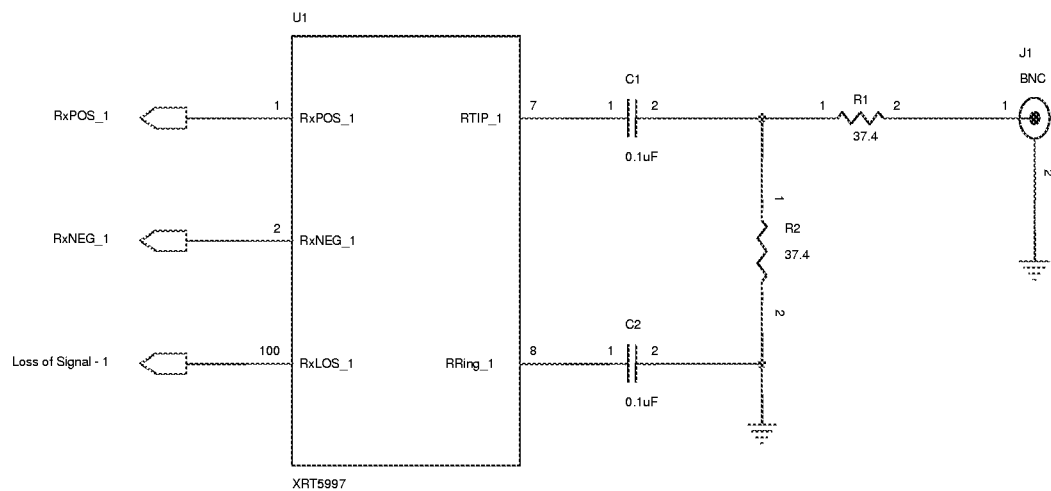 U1
J1
BNC
C1
R1
RxPOS_1
1
RxPOS_1
RTIP_1
7
1
2
1
2
1
0.1uF
37.4
2
1
R2
37.4
RxNEG_1
2
RxNEG_1
2
C2
Loss of Signal - 1
100
RxLOS_1
RRing_1
8
1
2
0.1uF
XRT5997